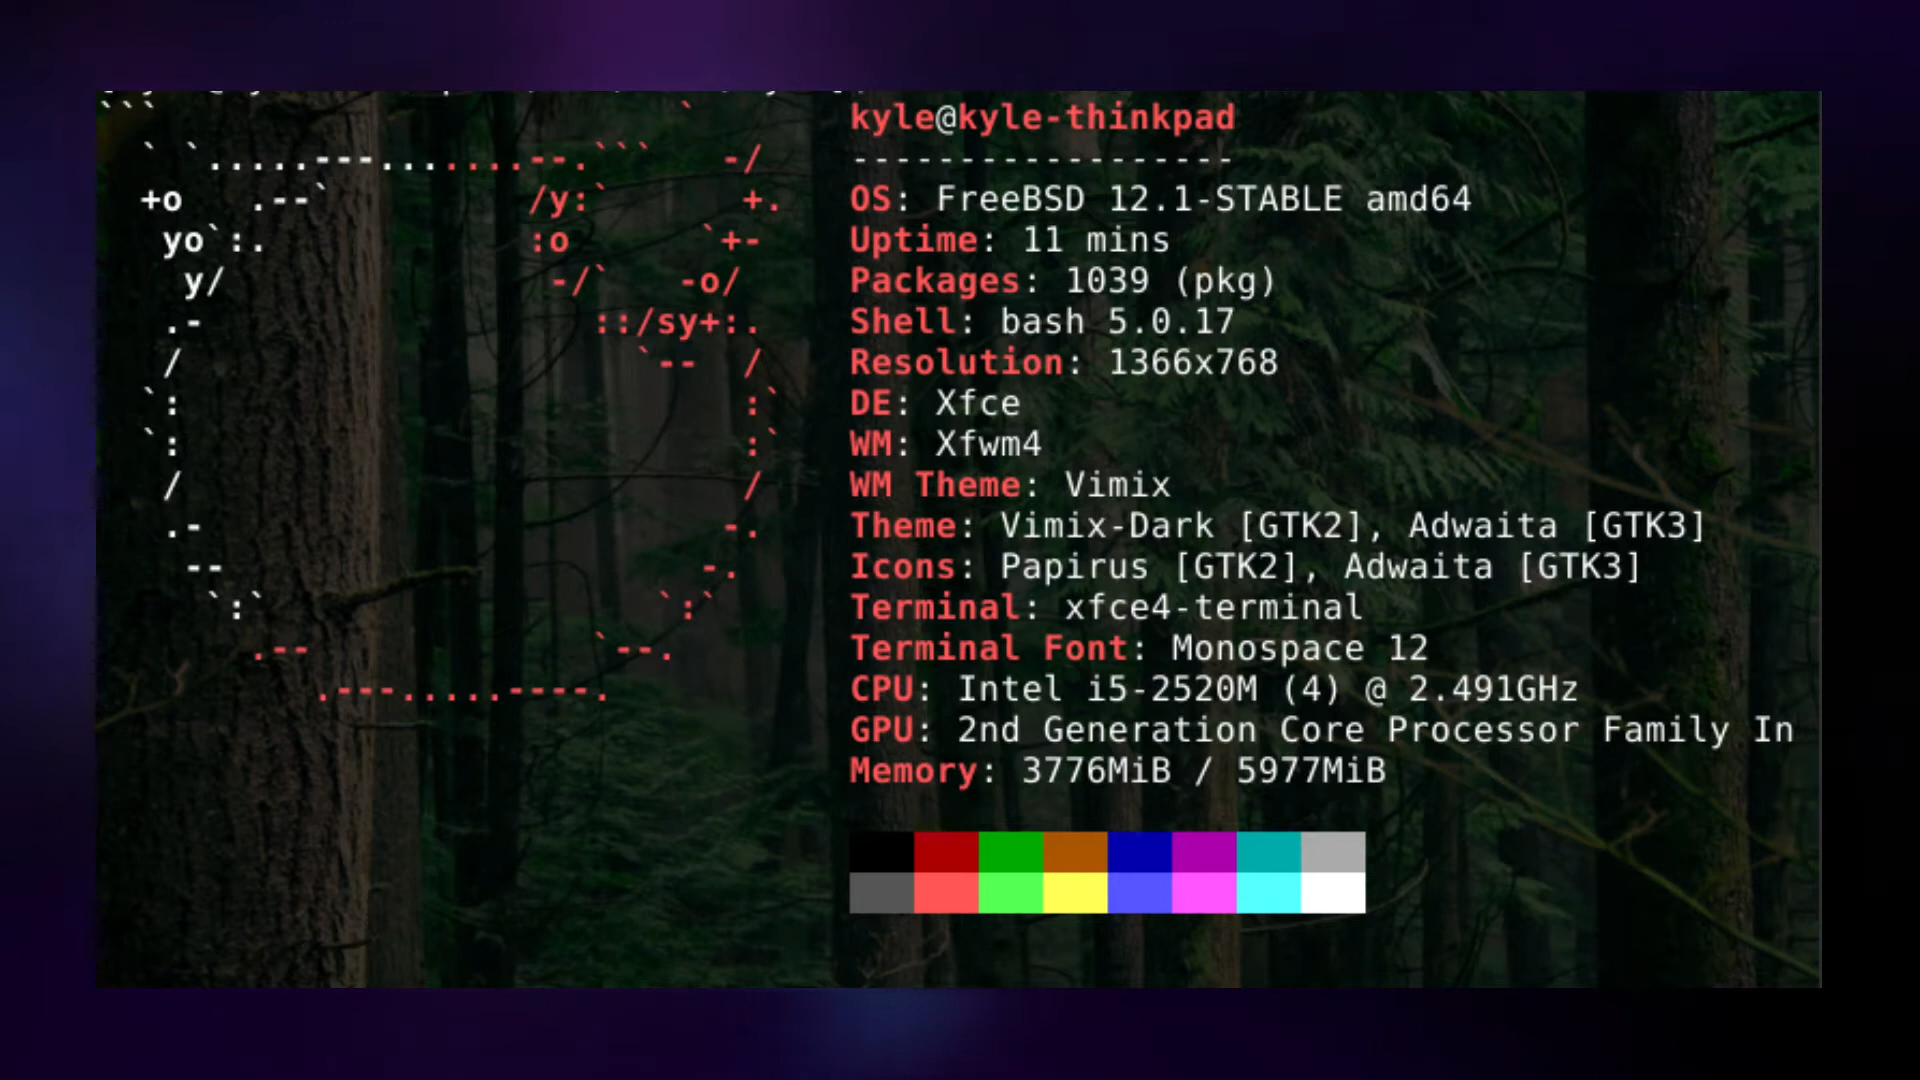 kyle@kyle-thinkpad
------------------
OS: FreeBSD 12.1-STABLE amd64
Uptime: 11 mins
Packages: 1039 (pkg)
Shell: bash 5.0.17
Resolution: 1366x768
DE: Xfce
WM: Xfwm4
WM Theme: Vimix
Theme: Vimix-Dark [GTK2], Adwaita [GTK3]
Icons: Papirus [GTK2], Adwaita [GTK3]
Terminal: xfce4-terminal
Terminal Font: Monospace 12
CPU: Intel i5-2520M (4) @ 2.491GHz
GPU: 2nd Generation Core Processor Family In
Memory: 3776MiB / 5977MiB